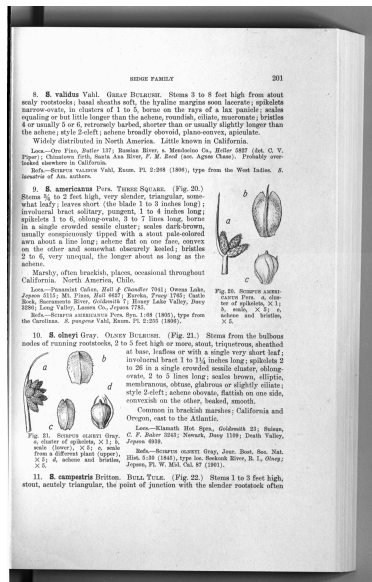 SEDGE FAMILY 201
8. S. validus Vahl. GREAT BULRUSH. Stems 3 to 8 feet high from stout
scaly rootstocks; basal sheaths soft, the hyaline margins soon lacerate; spikelets
narrow-ovate, in clusters of 1 to 5, borne on the rays of a lax panicle; scales
equaling or but little longer than the achene, roundish, ciliate, mucronate; bristles
4 or usually 5 or 6, retrorsely barbed, shorter than or usually slightly longer than
the achene; style 2-cleft; achene broadly obovoid, plano-convex, apiculate.
Widely distributed in North America. Little known in California.
Locs.—Oro Fino, Butler 137; Russian River, s. Mendocino Co., Heller 5827 (det. C. V.
Piper); Chinatown firth, Santa Ana River, F. M. Reed (acc. Agnes Chase). Probably over-
looked elsewhere in California.
Refs.—SCIRPUS VALIDUS Vahl, Enum. Pl. 2:268 (1806), type from the West Indies. S.
lacustris of Am. authors.
9. S. americanus Pers. THREE SQUARE. (Fig. 20.)
Stems ¾ to 2 feet high, very slender, triangular, some-
what leafy; leaves short (the blade 1 to 3 inches long);
involucral bract solitary, pungent, 1 to 4 inches long;
spikelets 1 to 6, oblong-ovate, 3 to 7 lines long, borne
in a single crowded sessile cluster; scales dark-brown,
usually conspicuously tipped with a stout pale-colored
awn about a line long; achene flat on one face, convex
on the other and somewhat obscurely keeled; bristles
2 to 6, very unequal, the longer about as long as the
achene.
Marshy, often brackish, places, occasional throughout
California. North America, Chile.
Locs.—Panamint Cañon, Hall & Chandler 7041; Owens Lake,
Jepson 5115; Mt. Pinos, Hall 6627; Eureka, Tracy 1765; Castle
Rock, Sacramento River, Goldsmith 7; Honey Lake Valley, Davy
3286; Long Valley, Lassen Co., Jepson 7785.
Refs.—SCIRPUS AMERICANUS Pers. Syn. 1:68 (1805), type from
the Carolinas. S. pungens Vahl, Enum. Pl. 2:255 (1806).
a
b
c
Fig. 20. SCIRPUS AMERI-
CANUS Pers. a, clus-
ter of spikelets, × 1;
b, scale, × 5; c,
achene and bristles,
× 5.
10. S. olneyi Gray. OLNEY BULRUSH. (Fig. 21.) Stems from the bulbous
nodes of running rootstocks, 2 to 5 feet high or more, stout, triquetrous, sheathed
at base, leafless or with a single very short leaf;
involucral bract 1 to 1¼ inches long; spikelets 2
to 26 in a single crowded sessile cluster, oblong-
ovate, 2 to 5 lines long; scales brown, elliptic,
membranous, obtuse, glabrous or slightly ciliate;
style 2-cleft; achene obovate, flattish on one side,
convexish on the other, beaked, smooth.
Common in brackish marshes; California and
Oregon, east to the Atlantic.
Locs.—Klamath Hot Spra, Goldsmith 23; Suisun,
C. F. Baker 3243; Newark, Davy 1109; Death Valley,
Jepson 6939.
Refs.—SCIRPUS OLNEYI Gray, Jour. Bost. Soc. Nat.
Hist. 5:30 (1845), type loc. Seekonk River, R. I., Olney;
Jepson, Fl. W. Mid. Cal. 87 (1901).
a
b
c
d
Fig. 21. SCIRPUS OLNEYI Gray.
a, cluster of spikelets, × 1; b,
scale (lower), × 5; c, scale
from a different plant (upper),
× 5; d, achene and bristles,
× 5.
11. S. campestris Britton. BULL TULE. (Fig. 22.) Stems 1 to 3 feet high,
stout, acutely triangular, the point of junction with the slender rootstock often